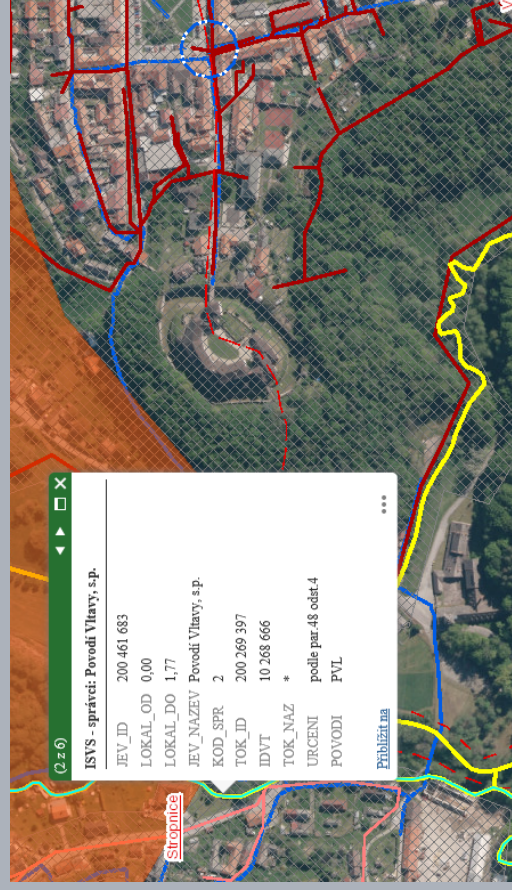 (2 z 6)
ISVS - správci: Povodí Vltavy, s.p.
JEV_ID 200 461 683
LOKAL_OD 0,00
LOKAL_DO 1,77
JEV_NAZEV Povodí Vltavy, s.p.
KOD_SPR 2
TOK_ID 200 269 397
IDVT 10 268 666
TOK_NAZ *
URCENI podle par.48 odst.4
POVODI PVL
Přiblížit na
Stropnice